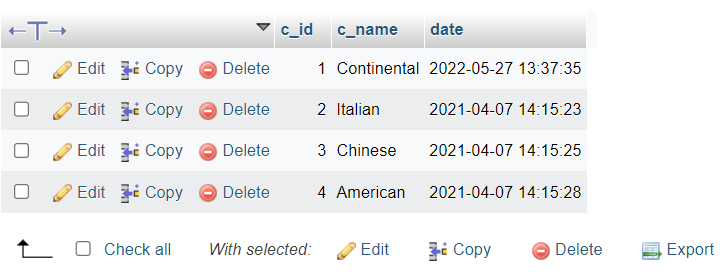 c_id c_name date
Edit Copy Delete 1 Continental 2022-05-27 13:37:35
Edit Copy Delete 2 Italian 2021-04-07 14:15:23
Edit Copy Delete 3 Chinese 2021-04-07 14:15:25
Edit Copy Delete 4 American 2021-04-07 14:15:28
Check all With selected: Edit Copy Delete Export